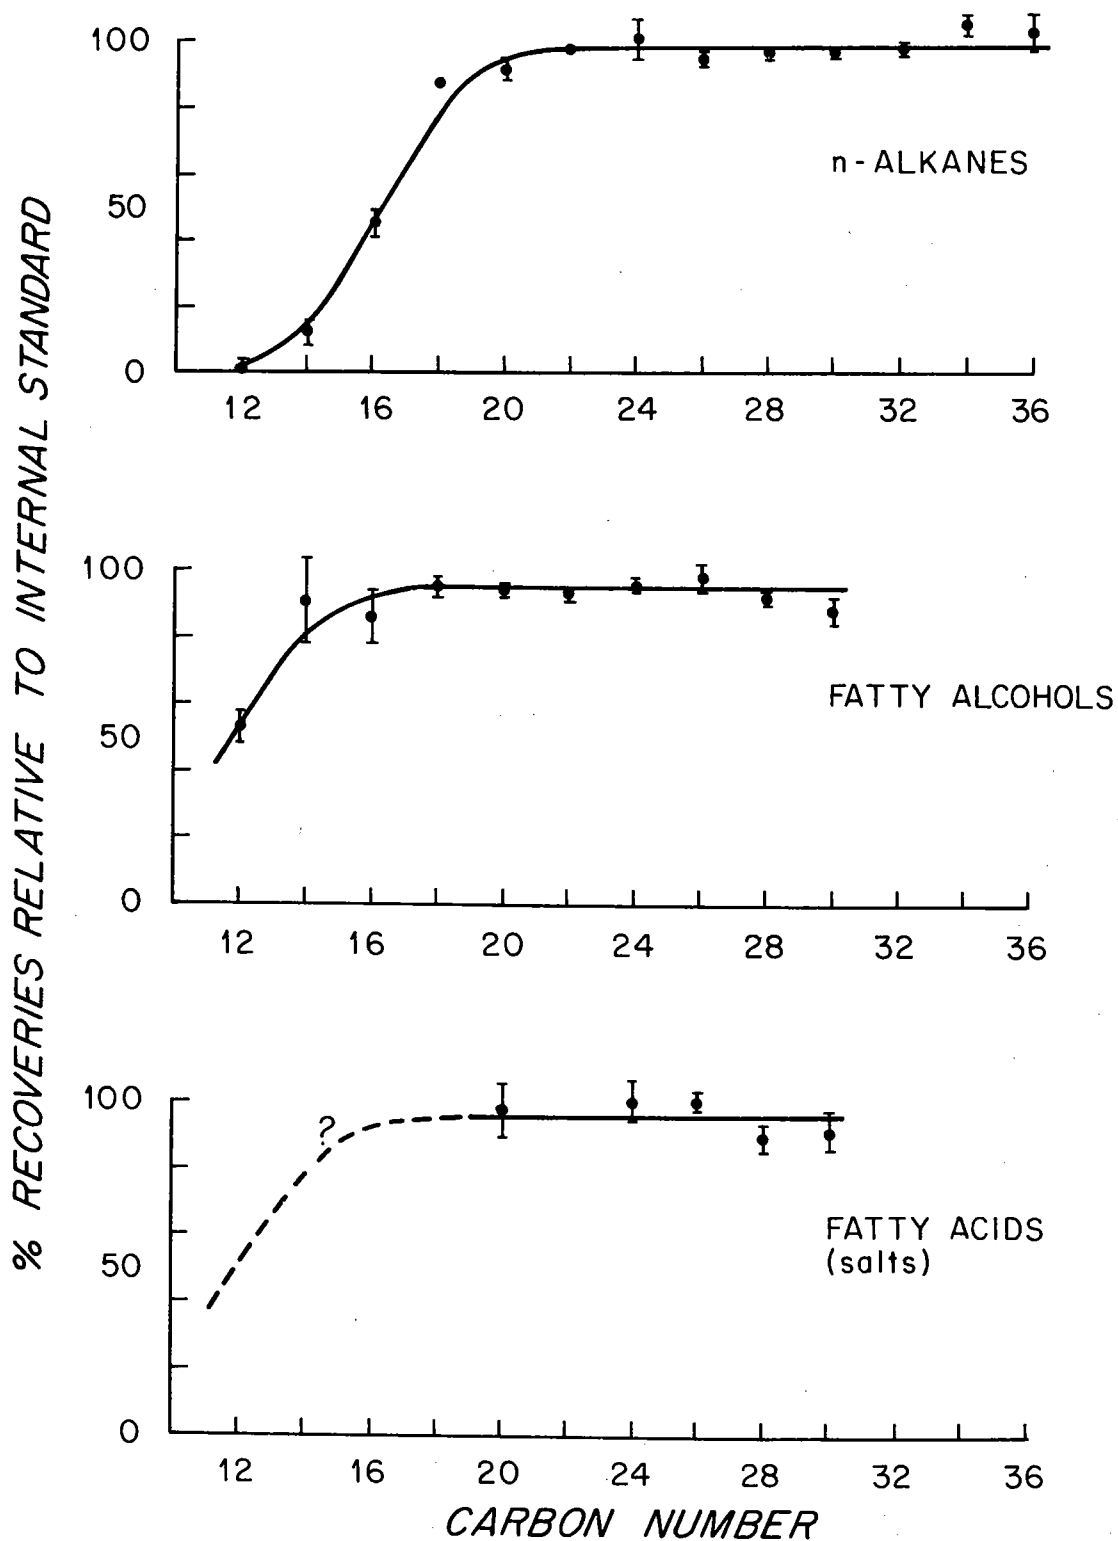 % RECOVERIES RELATIVE TO INTERNAL STANDARD
100
50
0
12 16 20 24 28 32 36
n-ALKANES
100
50
0
12 16 20 24 28 32 36
FATTY ALCOHOLS
100
50
0
?
12 16 20 24 28 32 36
FATTY ACIDS
(salts)
CARBON NUMBER